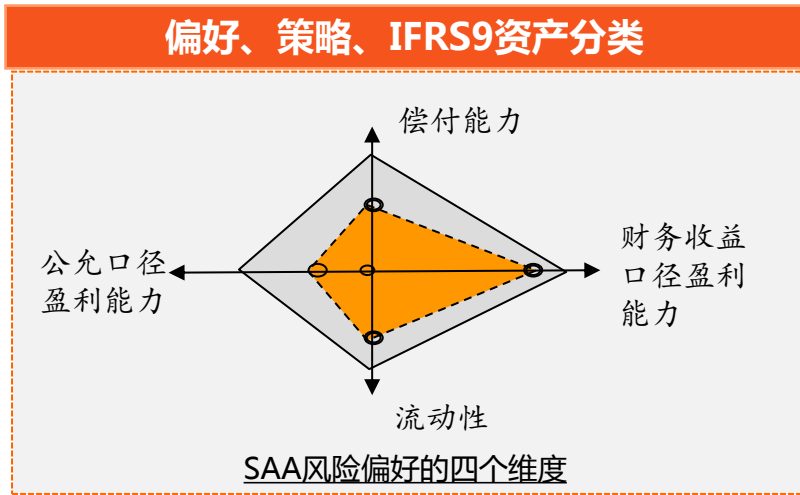 偏好、策略、IFRS9资产分类
偿付能力
公允口径
盈利能力
财务收益
口径盈利
能力
流动性
SAA风险偏好的四个维度